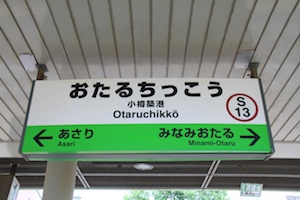 おたるちっこう
小樽築港
Otaruchikkō
S
13
あさり
Asari
みなみおたる
Minami-Otaru